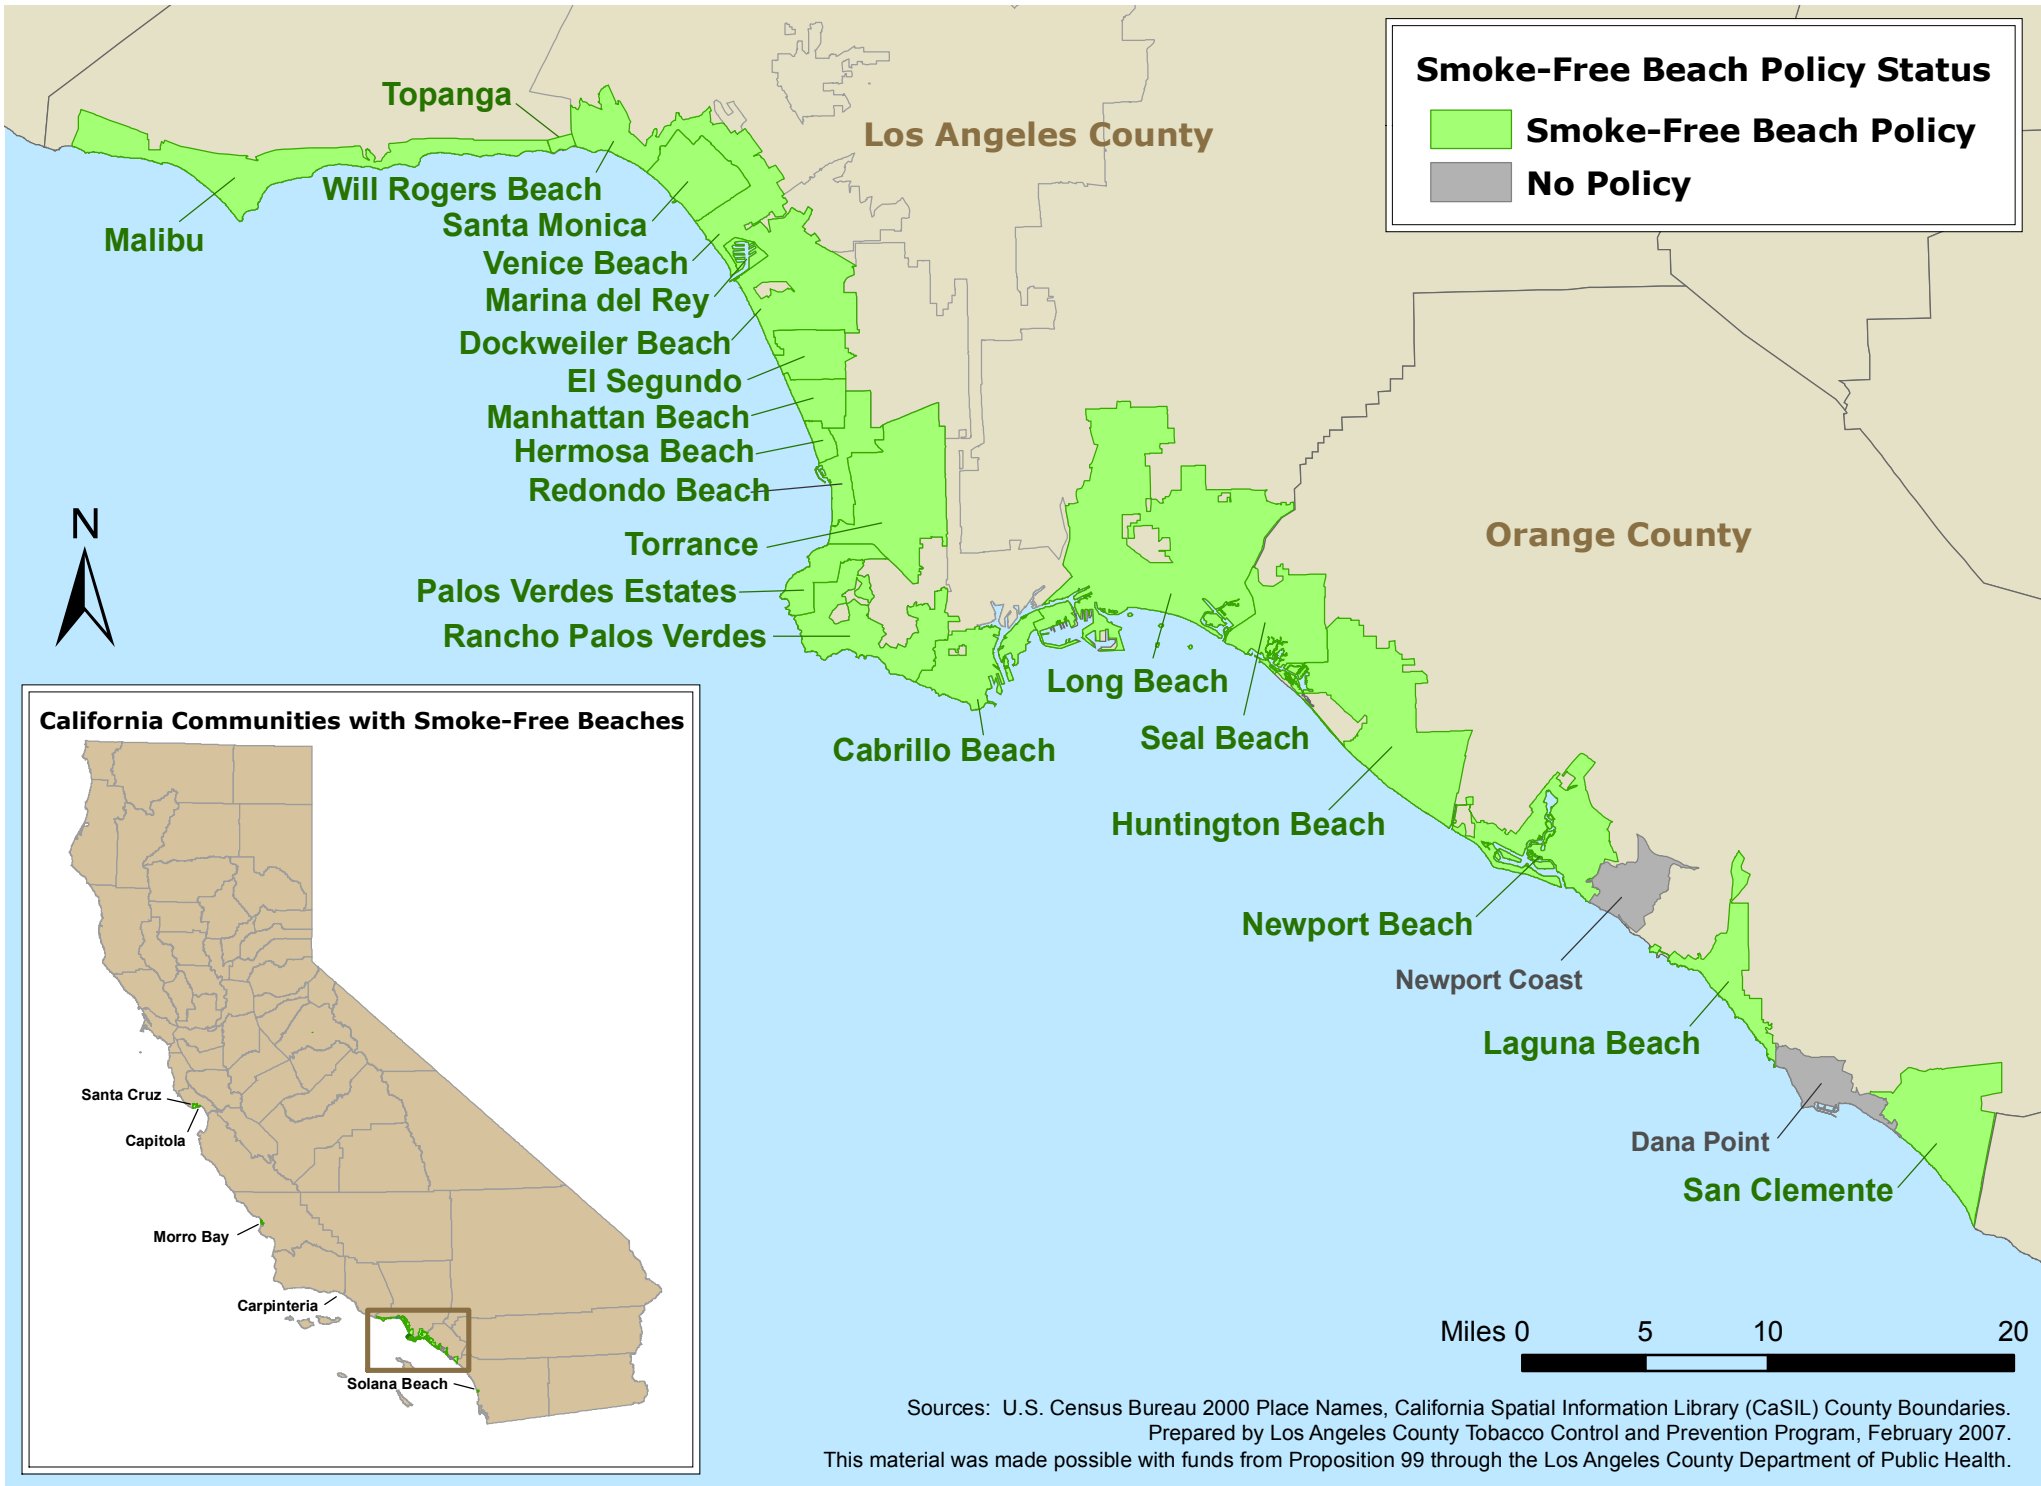 Smoke-Free Beach Policy Status
Smoke-Free Beach Policy
No Policy
Los Angeles County
Orange County
Topanga
Malibu
Will Rogers Beach
Santa Monica
Venice Beach
Marina del Rey
Dockweiler Beach
El Segundo
Manhattan Beach
Hermosa Beach
Redondo Beach
Torrance
Palos Verdes Estates
Rancho Palos Verdes
Cabrillo Beach
Long Beach
Seal Beach
Huntington Beach
Newport Beach
Newport Coast
Laguna Beach
Dana Point
San Clemente
N
California Communities with Smoke-Free Beaches
Santa Cruz
Capitola
Morro Bay
Carpinteria
Solana Beach
Miles 0 5 10 20
Sources: U.S. Census Bureau 2000 Place Names, California Spatial Information Library (CaSIL) County Boundaries.
Prepared by Los Angeles County Tobacco Control and Prevention Program, February 2007.
This material was made possible with funds from Proposition 99 through the Los Angeles County Department of Public Health.